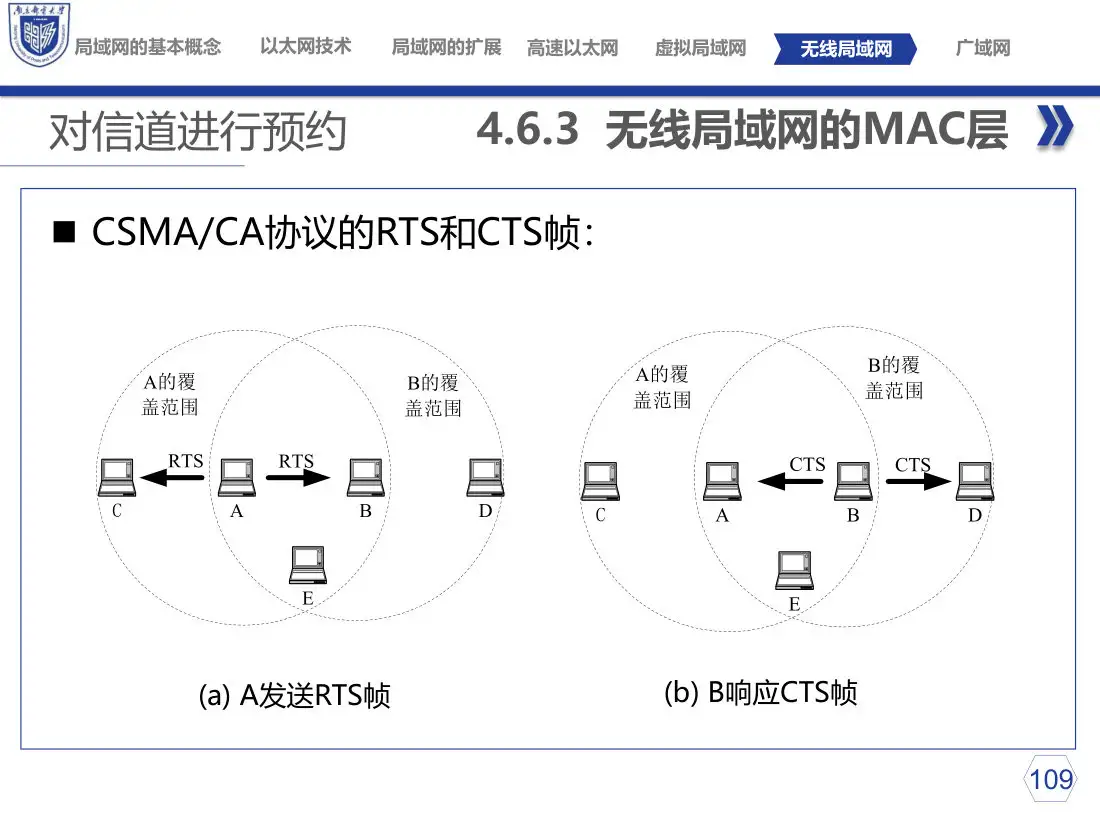 南京邮电大学
局域网的基本概念 以太网技术 局域网的扩展 高速以太网 虚拟局域网 无线局域网 广域网
对信道进行预约
4.6.3 无线局域网的MAC层
■ CSMA/CA协议的RTS和CTS帧：
A的覆
盖范围
B的覆
盖范围
RTS
RTS
C
A
B
D
E
(a) A发送RTS帧
A的覆
盖范围
B的覆
盖范围
CTS
CTS
C
A
B
D
E
(b) B响应CTS帧
109